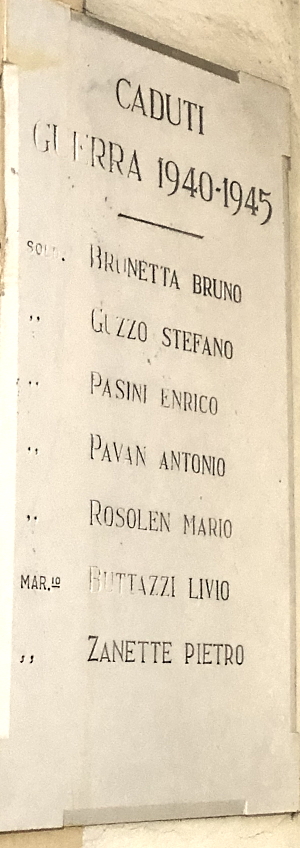 CADUTI
GUERRA 1940-1945
SOLD. BRUNETTA BRUNO
" GUZZO STEFANO
" PASINI ENRICO
" PAVAN ANTONIO
" ROSOLEN MARIO
MAR.LO BUTTAZZI LIVIO
" ZANETTE PIETRO